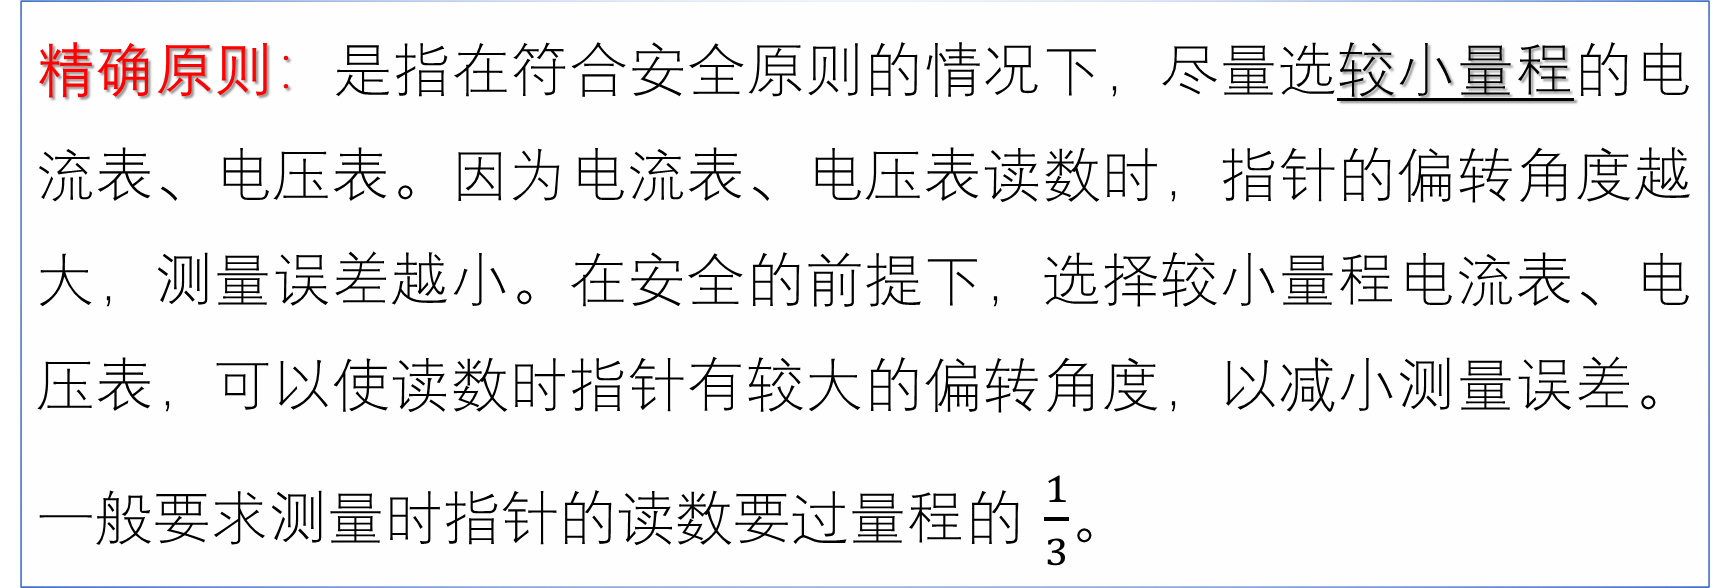 精确原则：是指在符合安全原则的情况下，尽量选较小量程的电
流表、电压表。因为电流表、电压表读数时，指针的偏转角度越
大，测量误差越小。在安全的前提下，选择较小量程电流表、电
压表，可以使读数时指针有较大的偏转角度，以减小测量误差。
一般要求测量时指针的读数要过量程的 1/3。